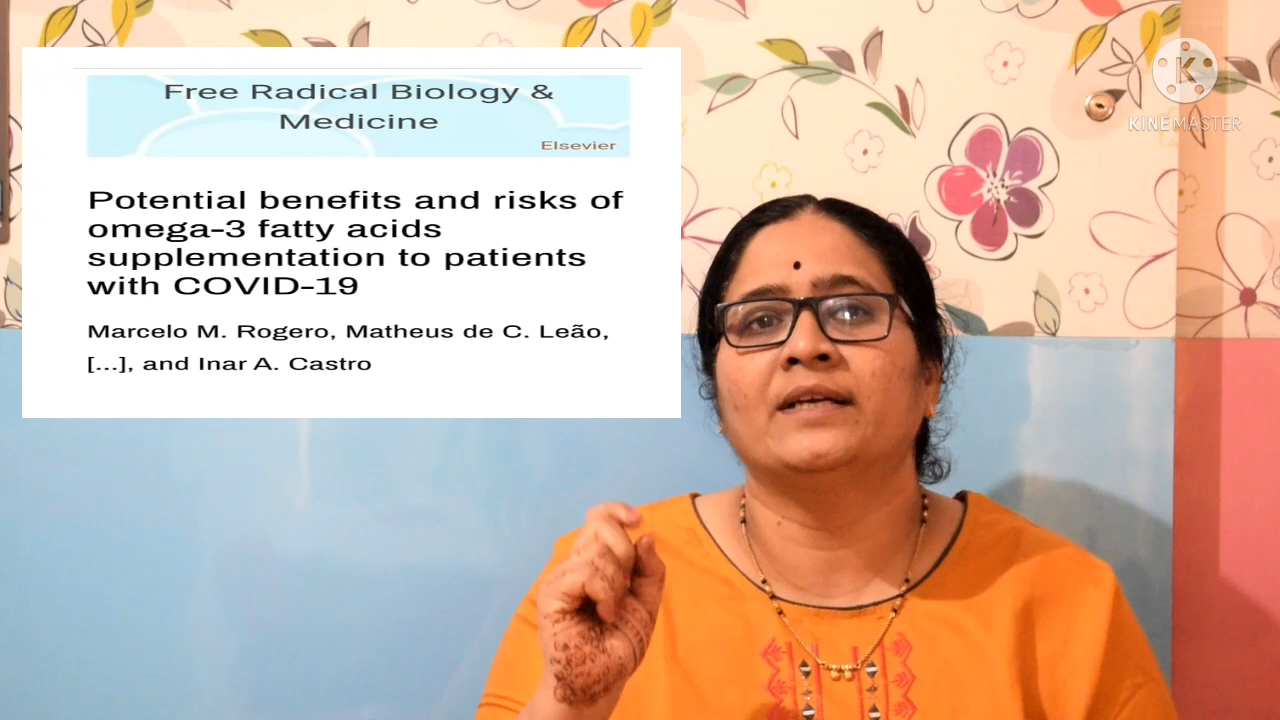 Free Radical Biology &
Medicine
Elsevier
Potential benefits and risks of
omega-3 fatty acids
supplementation to patients
with COVID-19
Marcelo M. Rogero, Matheus de C. Leão,
[...], and Inar A. Castro
K
KINEMASTER